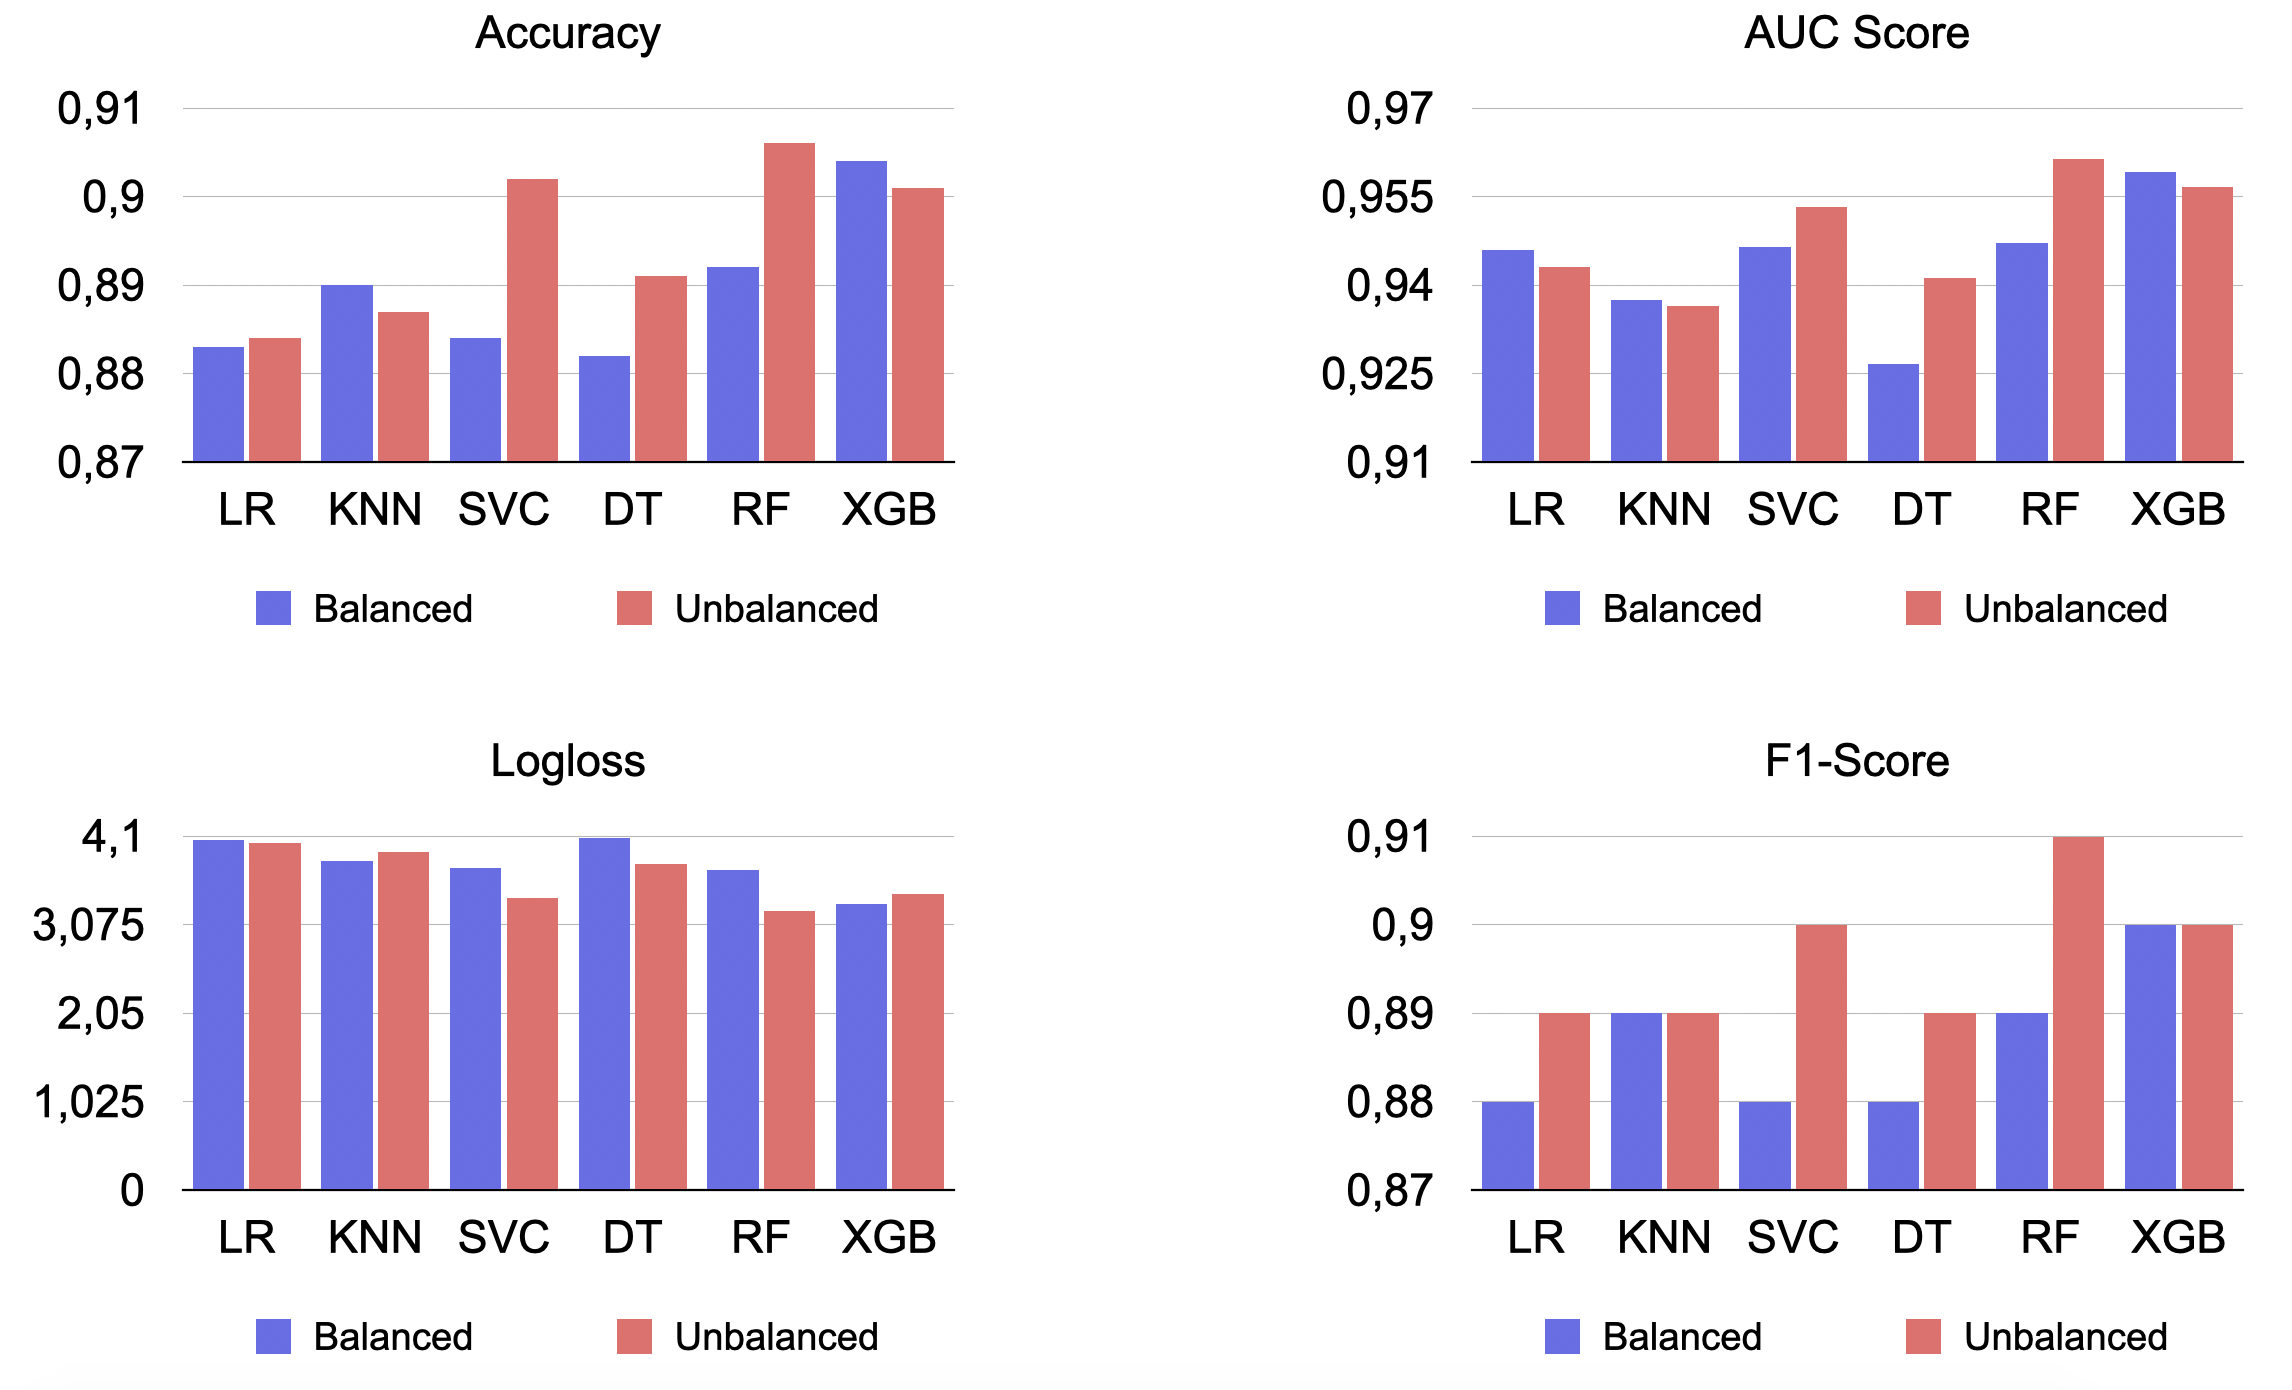 Accuracy
0,91
0,9
0,89
0,88
0,87
LR KNN SVC DT RF XGB
Balanced Unbalanced
AUC Score
0,97
0,955
0,94
0,925
0,91
LR KNN SVC DT RF XGB
Balanced Unbalanced
Logloss
4,1
3,075
2,05
1,025
0
LR KNN SVC DT RF XGB
Balanced Unbalanced
F1-Score
0,91
0,9
0,89
0,88
0,87
LR KNN SVC DT RF XGB
Balanced Unbalanced